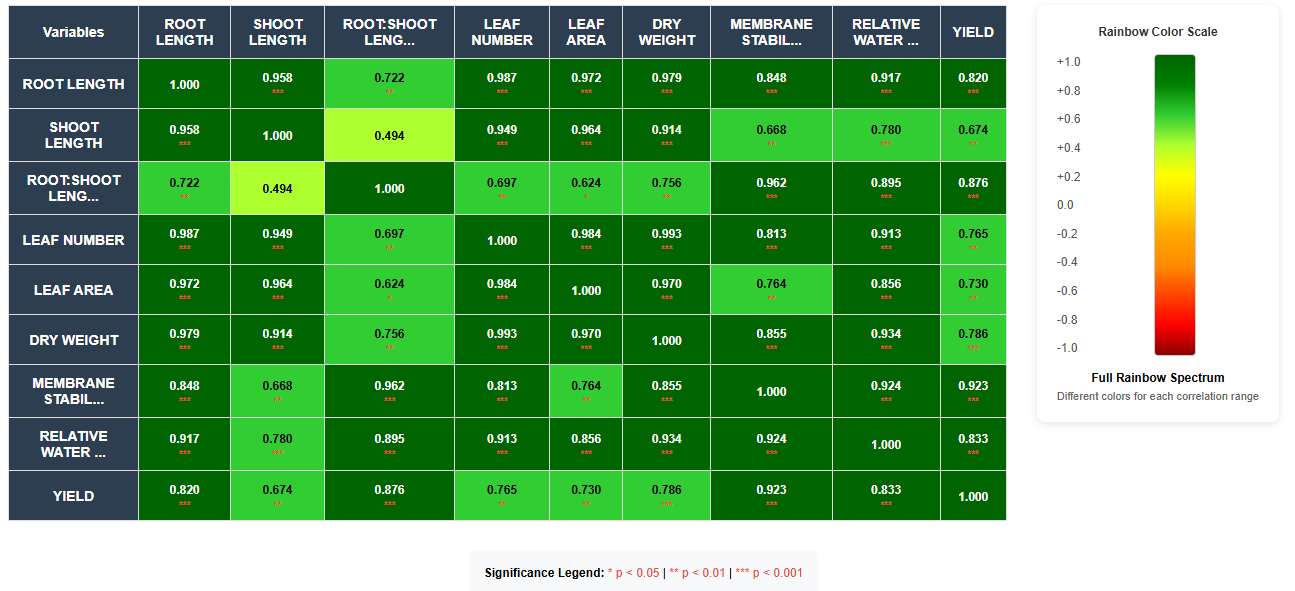 Variables ROOT LENGTH SHOOT LENGTH ROOT:SHOOT LENG... LEAF NUMBER LEAF AREA DRY WEIGHT MEMBRANE STABIL... RELATIVE WATER ... YIELD
ROOT LENGTH 1.000 0.958 *** 0.722 ** 0.987 *** 0.972 *** 0.979 *** 0.848 *** 0.917 *** 0.820 ***
SHOOT LENGTH 0.958 *** 1.000 0.494 0.949 *** 0.964 *** 0.914 *** 0.668 ** 0.780 *** 0.674 **
ROOT:SHOOT LENG... 0.722 ** 0.494 1.000 0.697 ** 0.624 * 0.756 ** 0.962 *** 0.895 *** 0.876 ***
LEAF NUMBER 0.987 *** 0.949 *** 0.697 ** 1.000 0.984 *** 0.993 *** 0.813 *** 0.913 *** 0.765 **
LEAF AREA 0.972 *** 0.964 *** 0.624 * 0.984 *** 1.000 0.970 *** 0.764 ** 0.856 *** 0.730 **
DRY WEIGHT 0.979 *** 0.914 *** 0.756 ** 0.993 *** 0.970 *** 1.000 0.855 *** 0.934 *** 0.786 ***
MEMBRANE STABIL... 0.848 *** 0.668 ** 0.962 *** 0.813 *** 0.764 ** 0.855 *** 1.000 0.924 *** 0.923 ***
RELATIVE WATER ... 0.917 *** 0.780 *** 0.895 *** 0.913 *** 0.856 *** 0.934 *** 0.924 *** 1.000 0.833 ***
YIELD 0.820 *** 0.674 ** 0.876 *** 0.765 ** 0.730 ** 0.786 *** 0.923 *** 0.833 *** 1.000
Rainbow Color Scale
+1.0
+0.8
+0.6
+0.4
+0.2
0.0
-0.2
-0.4
-0.6
-0.8
-1.0
Full Rainbow Spectrum
Different colors for each correlation range
Significance Legend: * p < 0.05 | ** p < 0.01 | *** p < 0.001